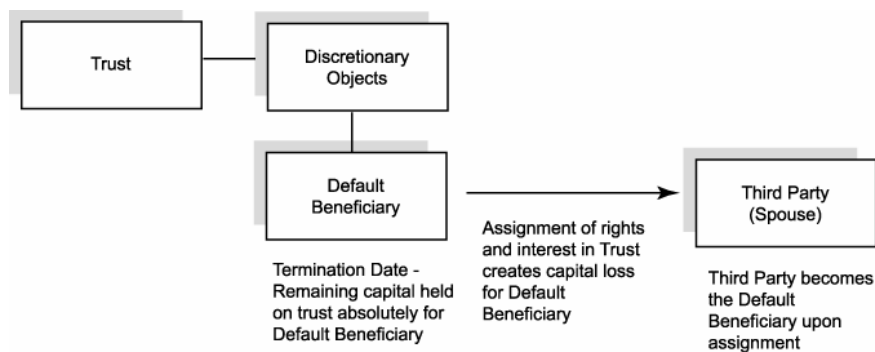 Trust
Discretionary
Objects
Default
Beneficiary
Third Party
(Spouse)
Termination Date -
Remaining capital held
on trust absolutely for
Default Beneficiary
Assignment of rights
and interest in Trust
creates capital loss
for Default
Beneficiary
Third Party becomes
the Default
Beneficiary upon
assignment